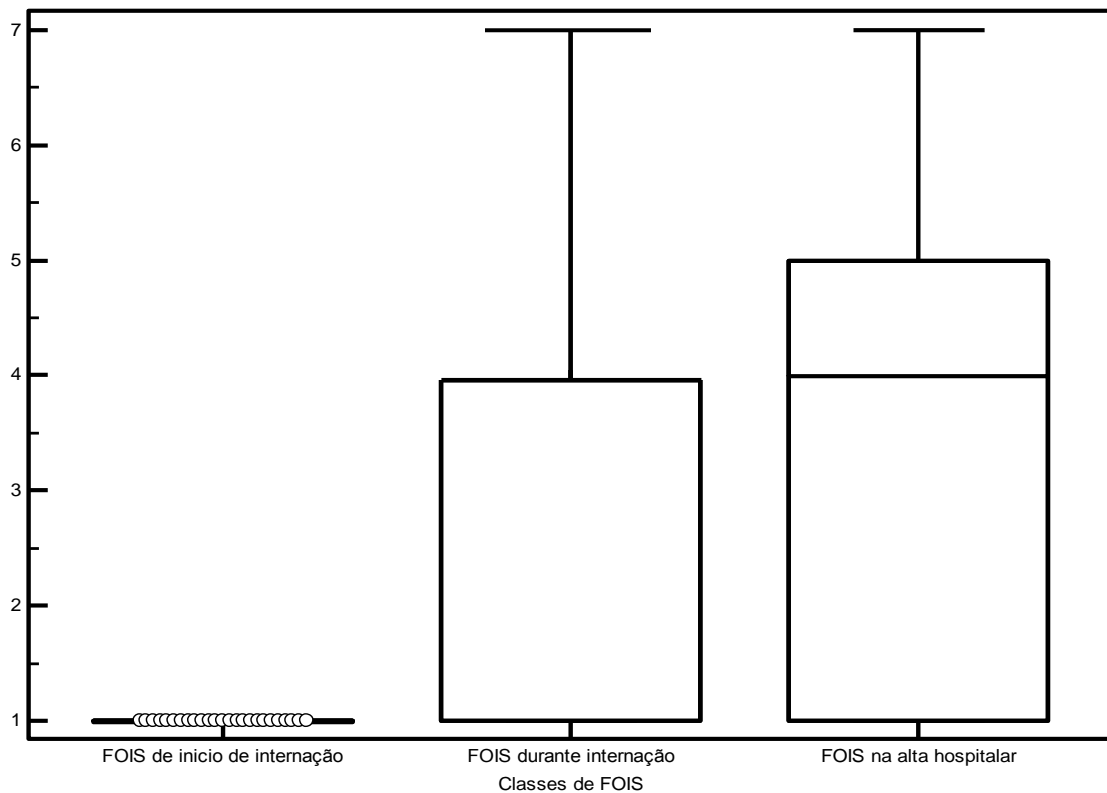 7
6
5
4
3
2
1
FOIS de inicio de internação
FOIS durante internação
FOIS na alta hospitalar
Classes de FOIS